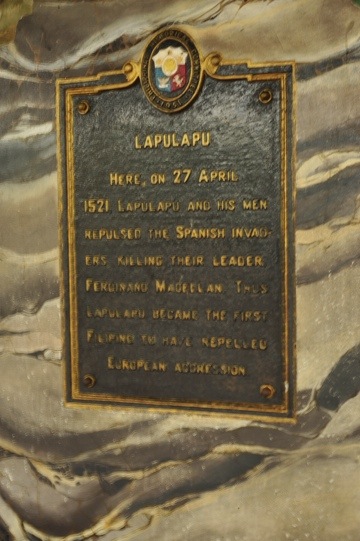 LAPULAPU
HERE, ON 27 APRIL
1521 LAPULAPU AND HIS MEN
REPULSED THE SPANISH INVAD-
ERS, KILLING THEIR LEADER,
FERDINAND MAGELLAN. THUS
LAPULAPU BECAME THE FIRST
FILIPINO TO HAVE REPELLED
EUROPEAN AGGRESSION.